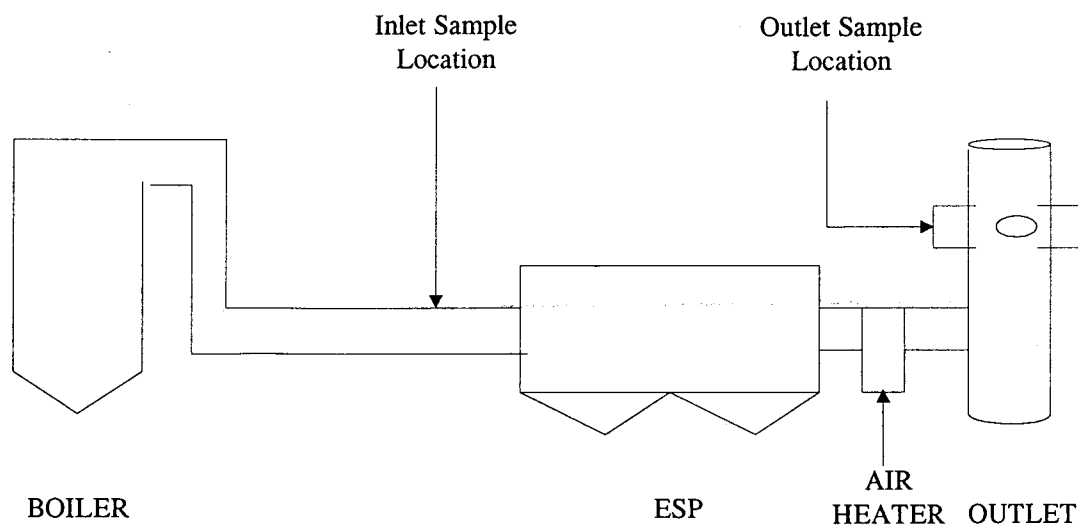 Inlet Sample
Location
Outlet Sample
Location
BOILER
ESP
AIR
HEATER
OUTLET